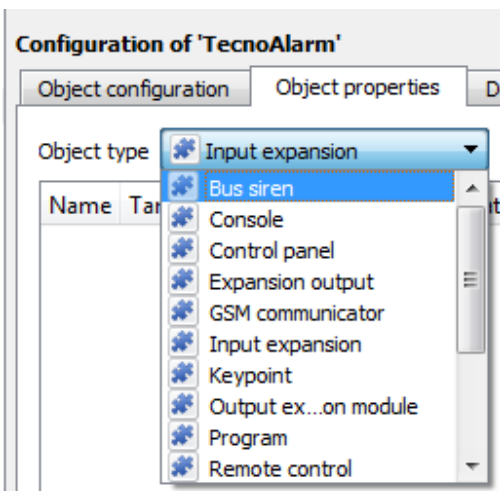 Configuration of 'TecnoAlarm'
Object configuration Object properties D
Object type Input expansion
Name Tar
Bus siren
Console
Control panel
Expansion output
GSM communicator
Input expansion
Keypoint
Output ex...on module
Program
Remote control